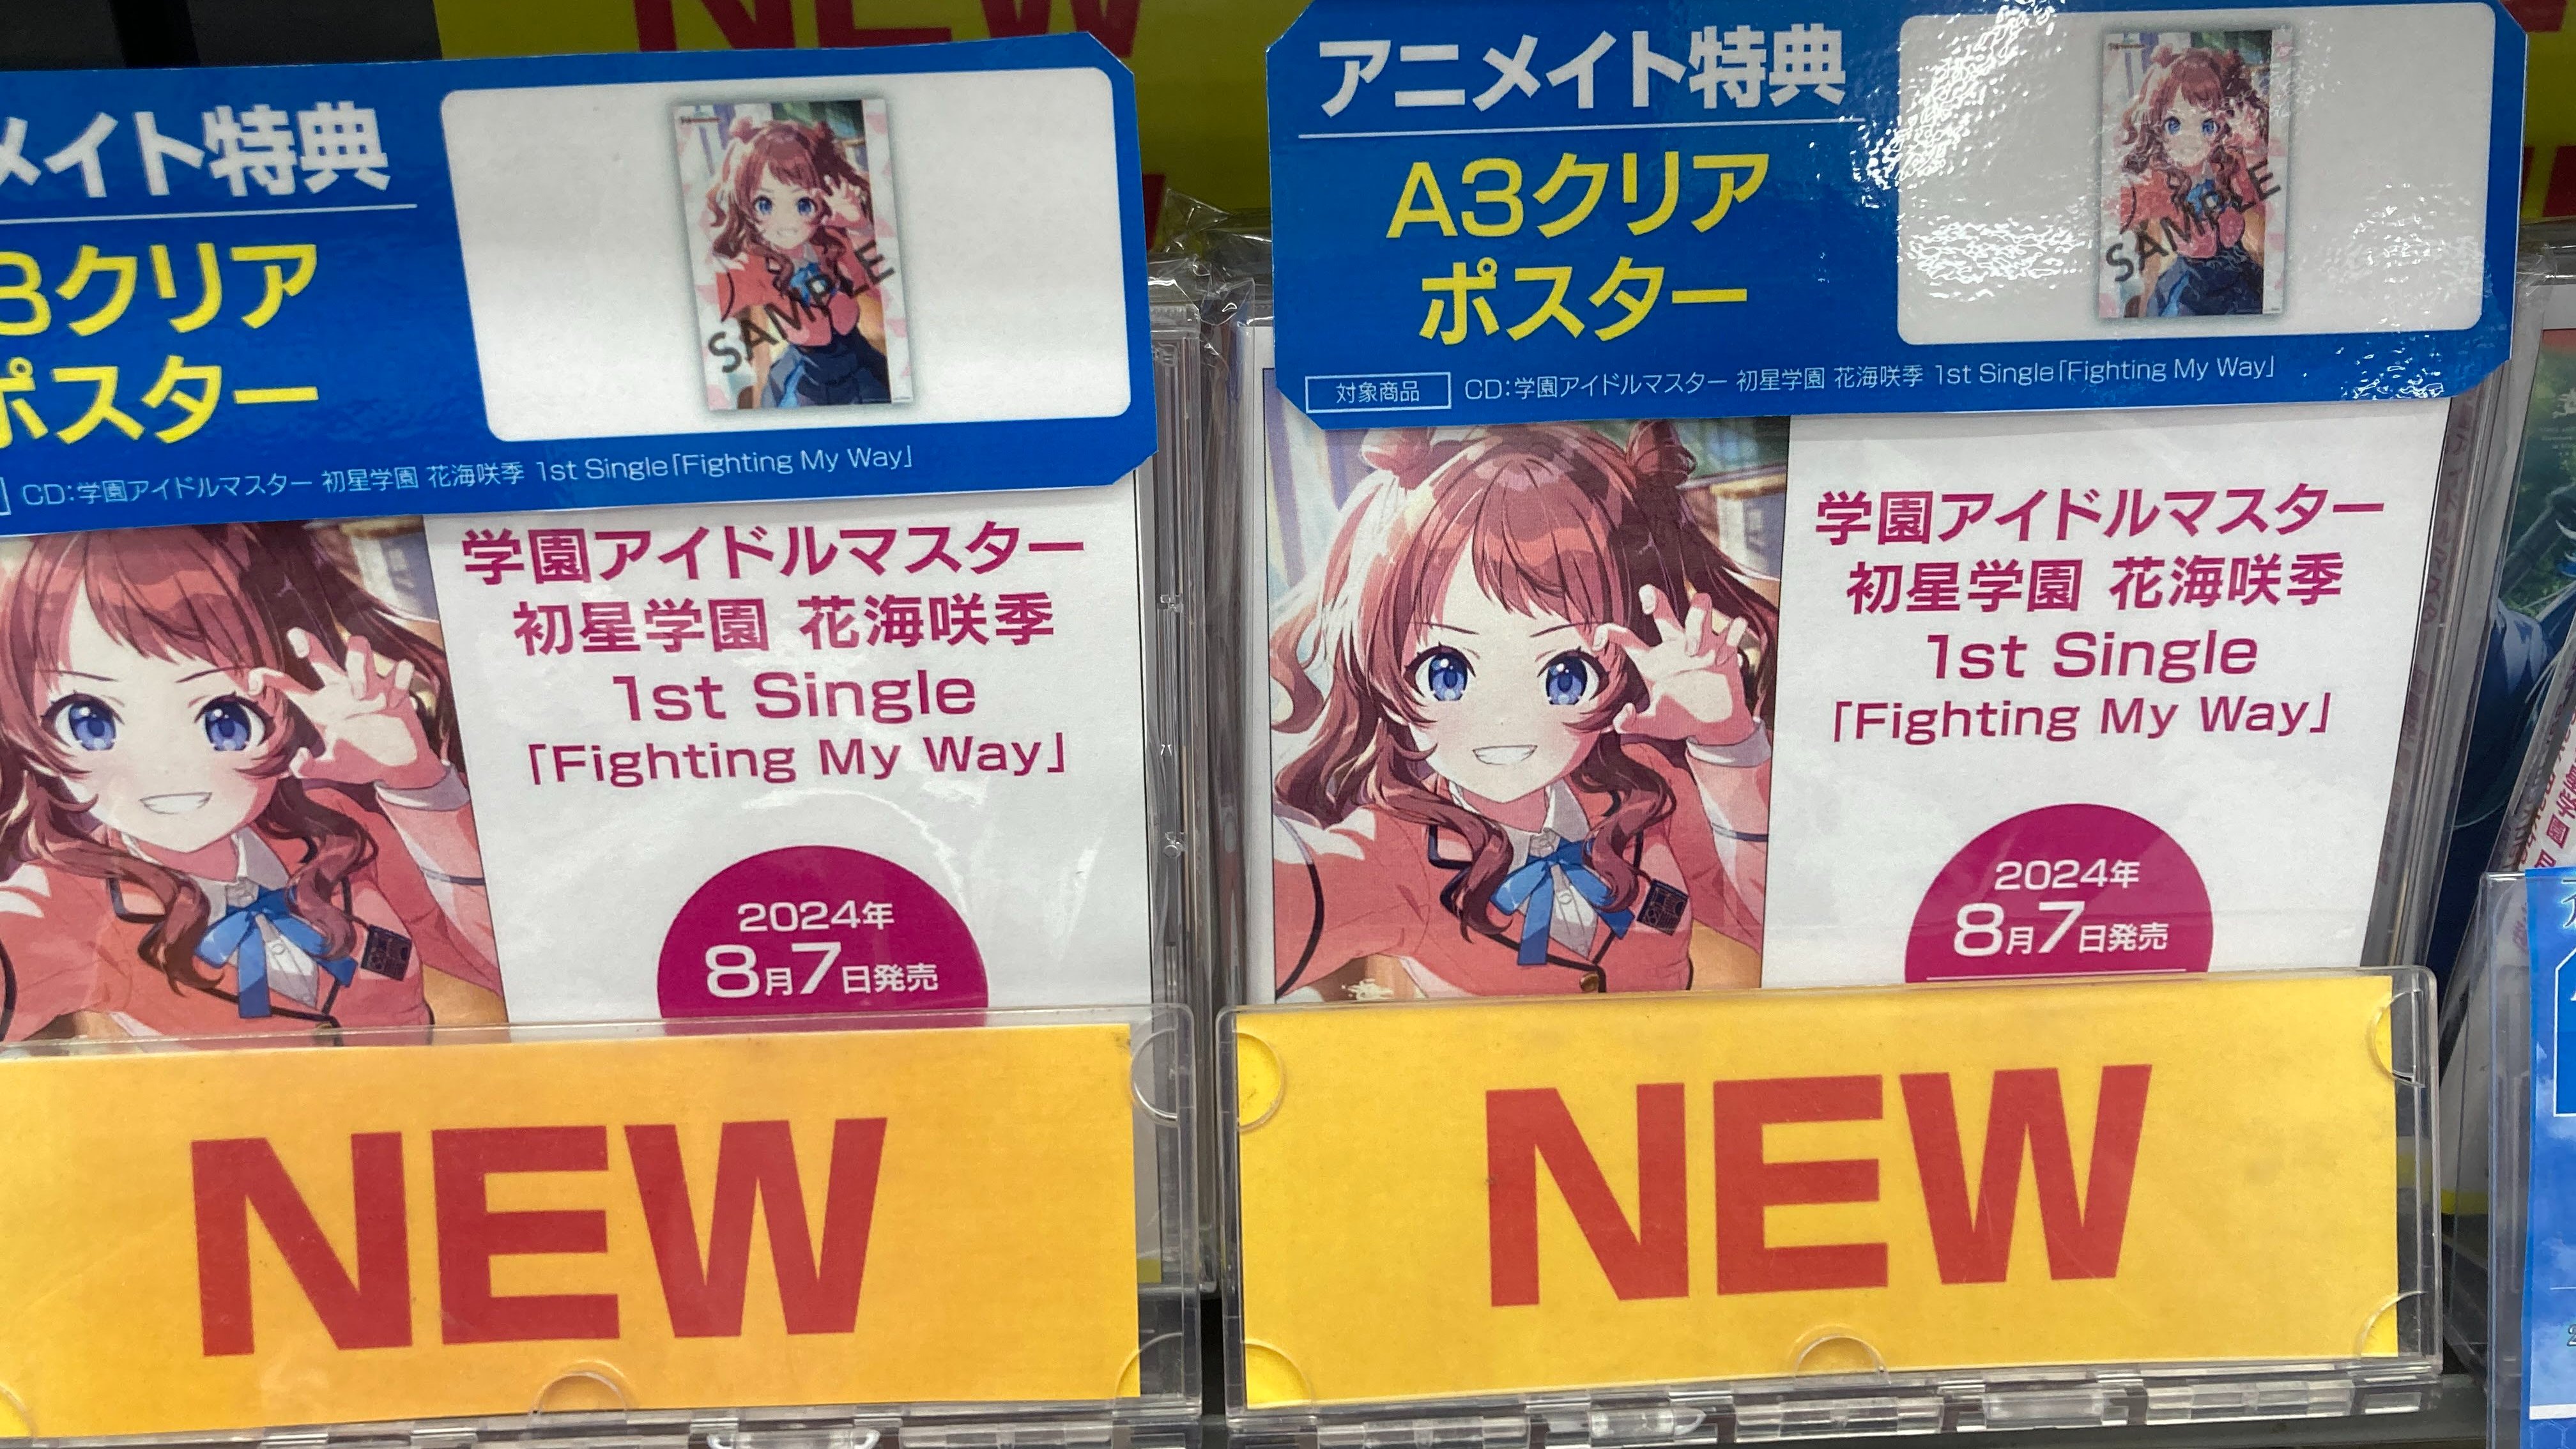 NEW
メイト特典
3クリア
ポスター
SAMPLE
CD：学園アイドルマスター 初星学園 花海咲季 1st Single「Fighting My Way」
学園アイドルマスター
初星学園 花海咲季
1st Single
「Fighting My Way」
2024年
8月7日発売
NEW
アニメイト特典
A3クリア
ポスター
SAMPLE
対象商品 CD：学園アイドルマスター 初星学園 花海咲季 1st Single「Fighting My Way」
学園アイドルマスター
初星学園 花海咲季
1st Single
「Fighting My Way」
2024年
8月7日発売
NEW